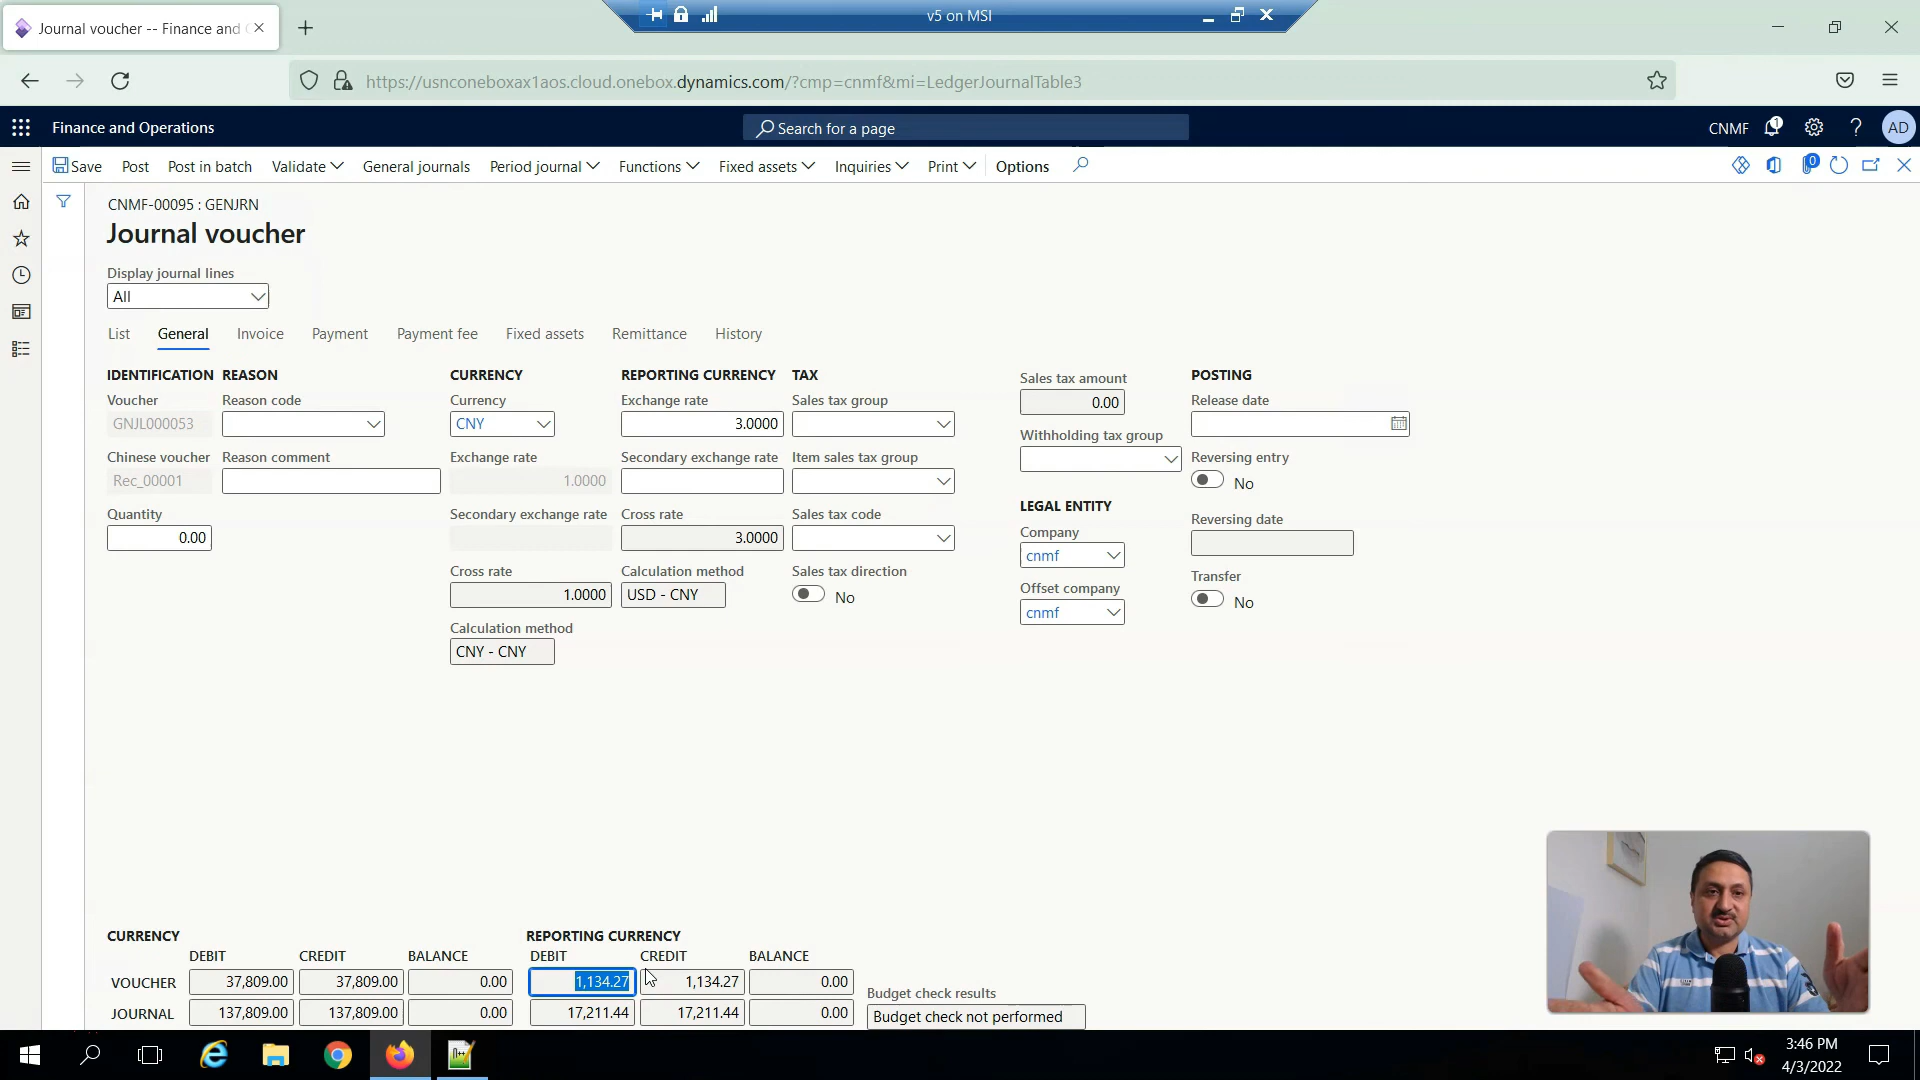 Journal voucher -- Finance and
v5 on MSI
https://usnconeboxax1aos.cloud.onebox.dynamics.com/?cmp=cnmf&mi=LedgerJournalTable3
Finance and Operations
Search for a page
CNMF
1
?
AD
Save
Post
Post in batch
Validate
General journals
Period journal
Functions
Fixed assets
Inquiries
Print
Options
0
CNMF-00095 : GENJRN
Journal voucher
Display journal lines
All
List
General
Invoice
Payment
Payment fee
Fixed assets
Remittance
History
IDENTIFICATION
Voucher
GNJL000053
Chinese voucher
Rec_00001
Quantity
0.00
REASON
Reason code
Reason comment
CURRENCY
Currency
CNY
Exchange rate
1.0000
Secondary exchange rate
Cross rate
1.0000
Calculation method
CNY - CNY
REPORTING CURRENCY
Exchange rate
3.0000
Secondary exchange rate
Cross rate
3.0000
Calculation method
USD - CNY
TAX
Sales tax group
Item sales tax group
Sales tax code
Sales tax direction
No
Sales tax amount
0.00
Withholding tax group
LEGAL ENTITY
Company
cnmf
Offset company
cnmf
POSTING
Release date
Reversing entry
No
Reversing date
Transfer
No
CURRENCY
DEBIT CREDIT BALANCE
VOUCHER 37,809.00 37,809.00 0.00
JOURNAL 137,809.00 137,809.00 0.00
REPORTING CURRENCY
DEBIT CREDIT BALANCE
1,134.27 1,134.27 0.00
17,211.44 17,211.44 0.00
Budget check results
Budget check not performed
3:46 PM
4/3/2022